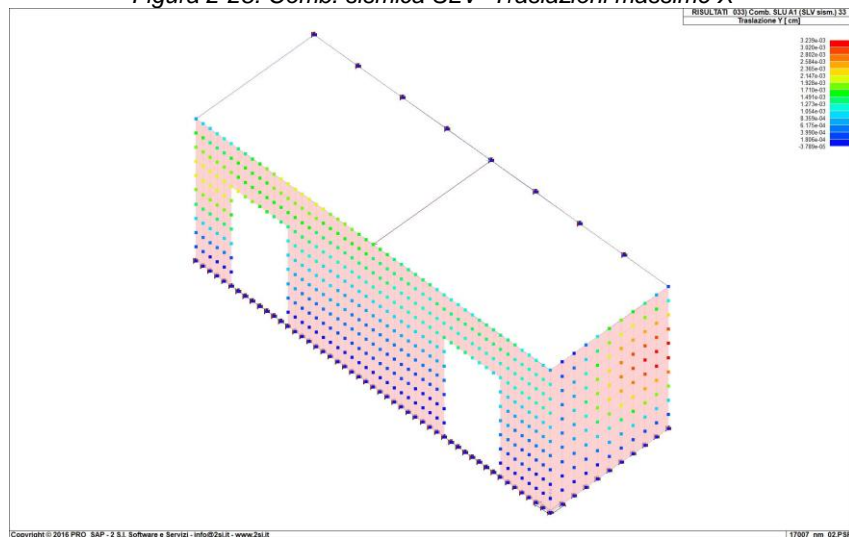 Figura 2-28. Comb. sismica SLV- Traslazioni massime X
RISULTATI 033) Comb. SLU A1 (SLV sism.) 33
Traslazione Y [ cm]
3.239e-03
3.020e-03
2.802e-03
2.584e-03
2.365e-03
2.147e-03
1.928e-03
1.710e-03
1.491e-03
1.273e-03
1.054e-03
8.359e-04
6.175e-04
3.990e-04
1.806e-04
-3.789e-05
Copyright © 2016 PRO_SAP - 2 S.I. Software e Servizi - info@2si.it - www.2si.it
17007_nm_02.PSP